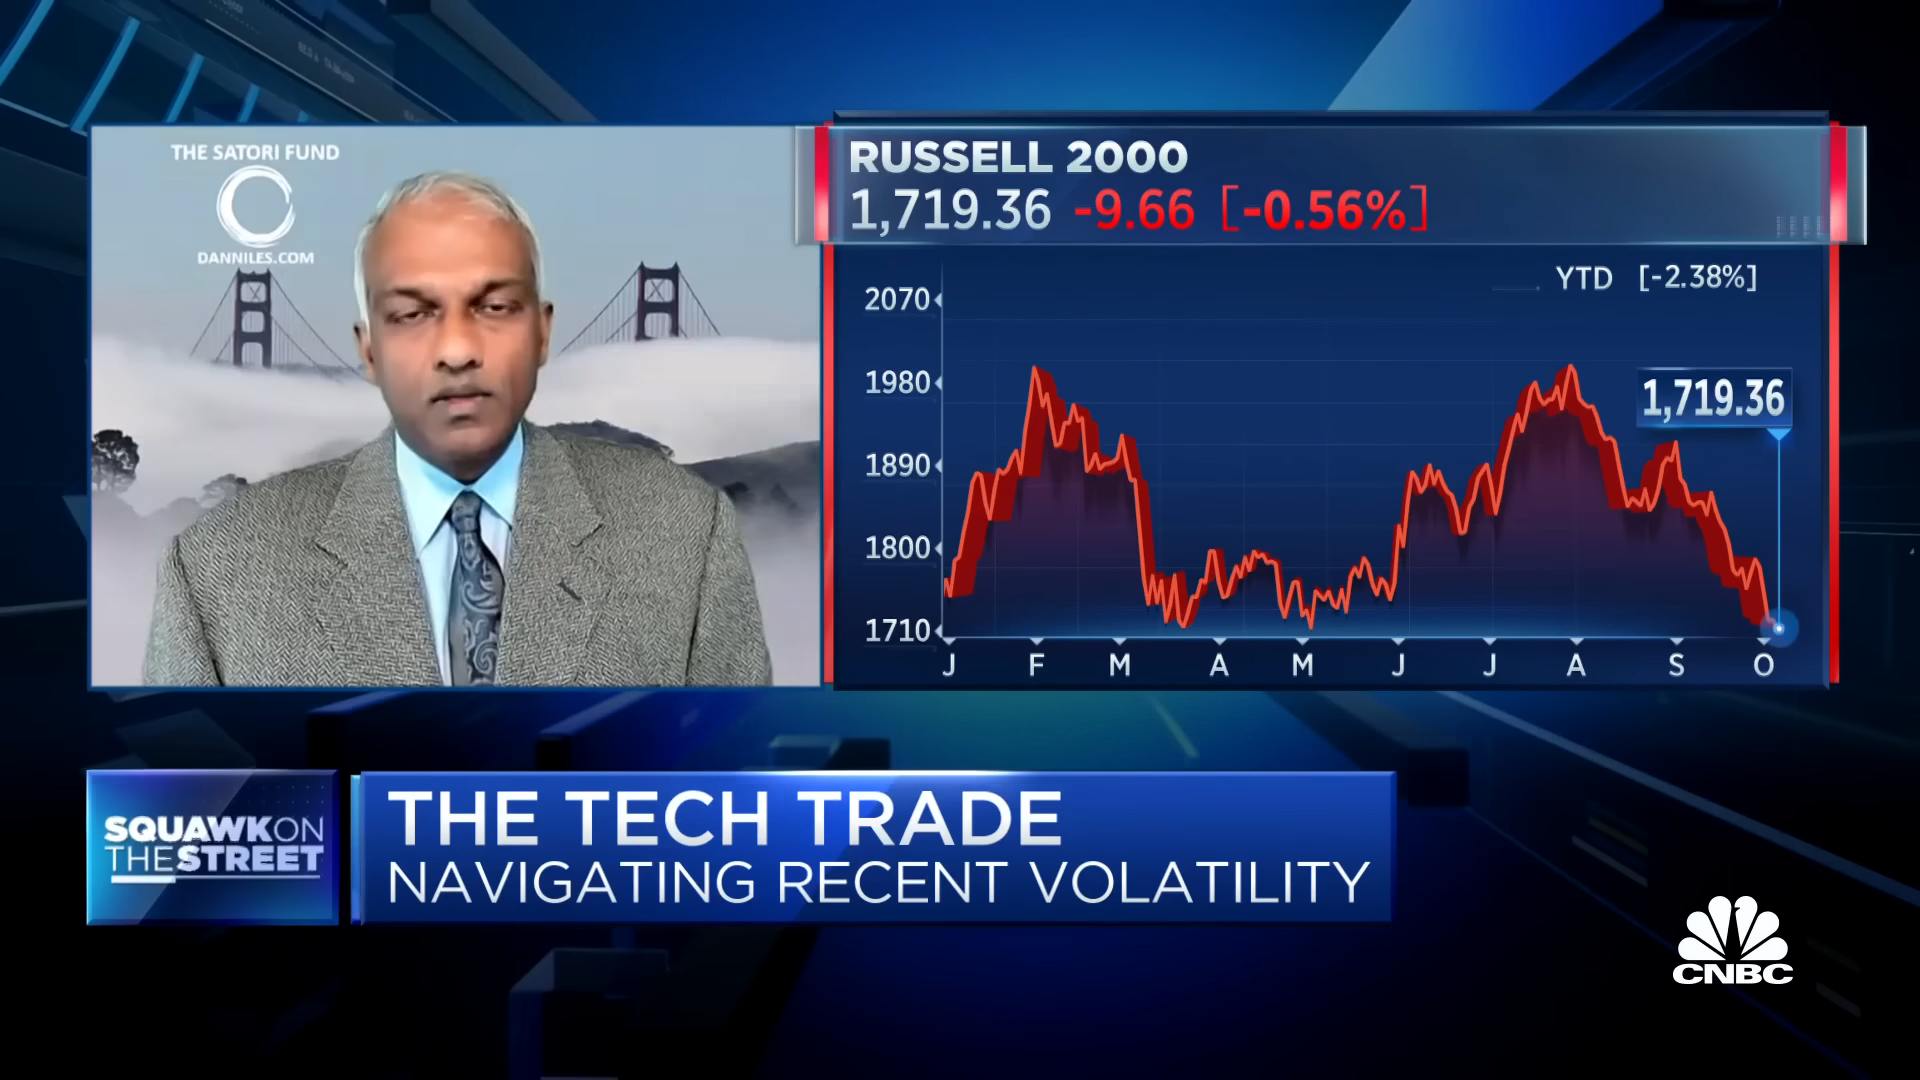 THE SATORI FUND
DANNILES.COM
RUSSELL 2000
1,719.36 -9.66 [-0.56%]
YTD [-2.38%]
2070
1980
1890
1800
1710
1,719.36
J F M A M J J A S O
SQUAWK ON
THE STREET
THE TECH TRADE
NAVIGATING RECENT VOLATILITY
CNBC